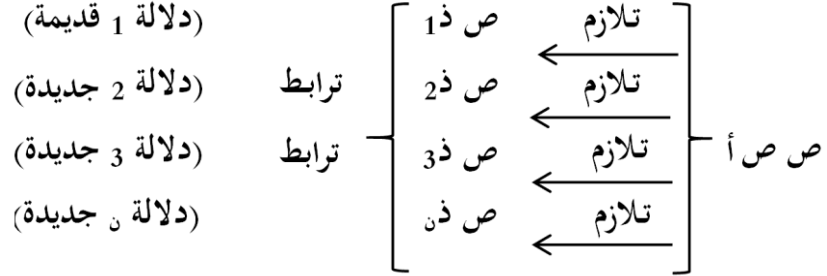 تلازم ص ذ1 (دلالة 1 قديمة)
تلازم ص ذ2 ترابط (دلالة 2 جديدة)
ص ص أ تلازم ص ذ3 ترابط (دلالة 3 جديدة)
تلازم ص ذن (دلالة ن جديدة)